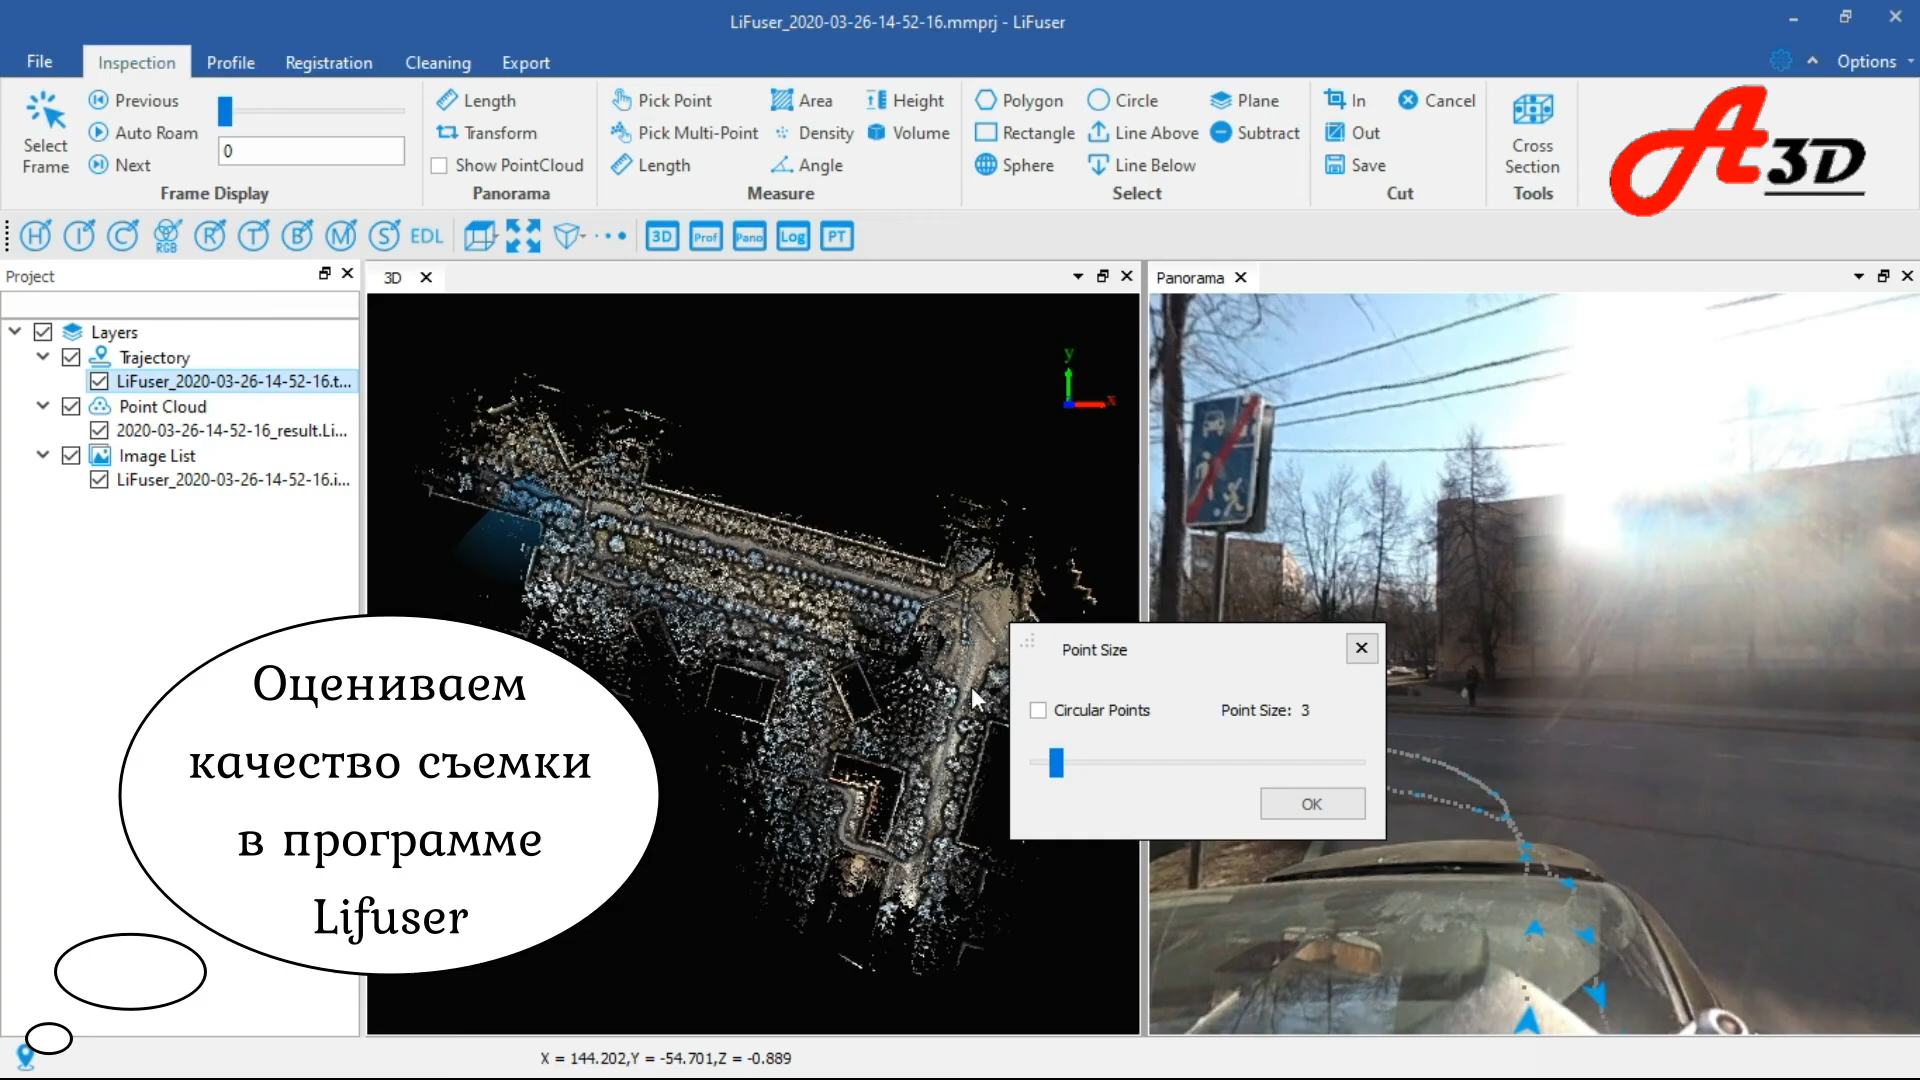 LiFuser_2020-03-26-14-52-16.mmprj - LiFuser
File Inspection Profile Registration Cleaning Export Options
Select Frame
Previous
Auto Roam
Next
0
Frame Display
Length
Transform
Show PointCloud
Panorama
Pick Point
Pick Multi-Point
Length
Area
Density
Angle
Height
Volume
Measure
Polygon
Rectangle
Sphere
Circle
Line Above
Line Below
Plane
Subtract
Select
In
Out
Save
Cancel
Cut
Cross Section
Tools
A3D
H I C RGB R T B M S EDL 3D Prof Pano Log PT
Project
Layers
Trajectory
LiFuser_2020-03-26-14-52-16.t...
Point Cloud
2020-03-26-14-52-16_result.Li...
Image List
LiFuser_2020-03-26-14-52-16.i...
3D
y
x
Panorama
Point Size
Circular Points Point Size: 3
OK
Оцениваем
качество съемки
в программе
Lifuser
X = 144.202,Y = -54.701,Z = -0.889